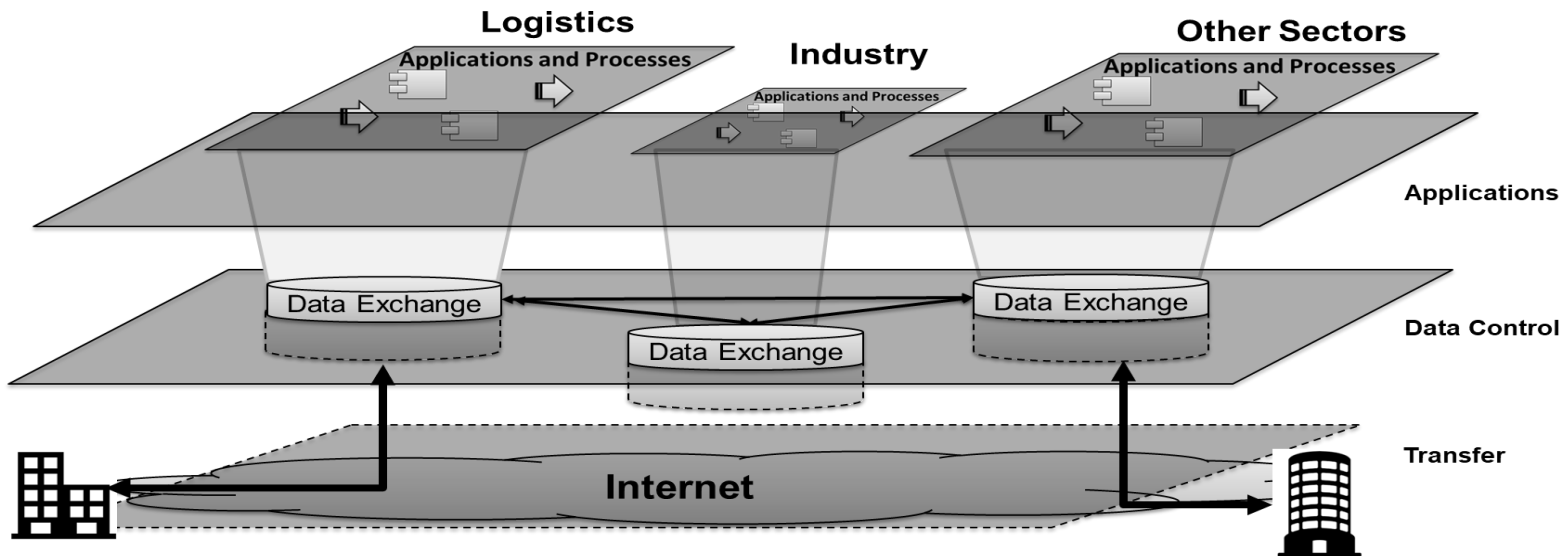 Logistics
Industry
Other Sectors
Applications and Processes
Applications and Processes
Applications and Processes
Applications
Data Exchange
Data Exchange
Data Exchange
Data Control
Transfer
Internet